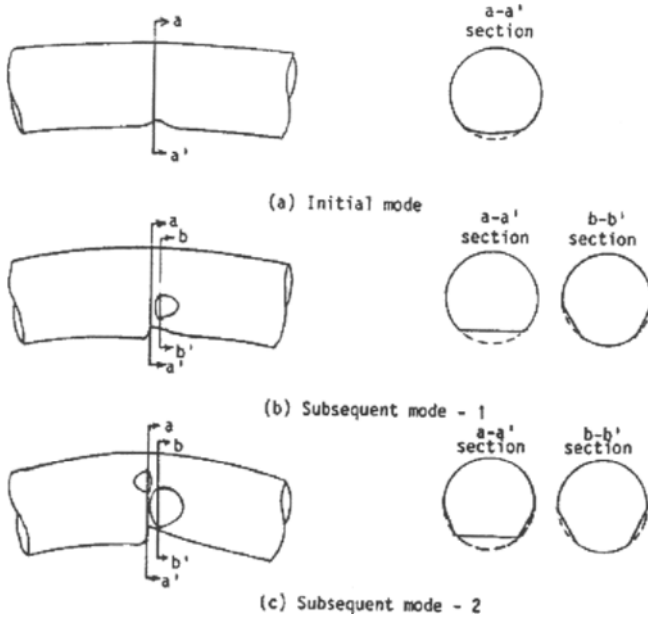 a
a-a'
section
a'
(a) Initial mode
a
b
a-a'
section
b-b'
section
b'
a'
(b) Subsequent mode - 1
a
b
a-a'
section
b-b'
section
b'
a'
(c) Subsequent mode - 2